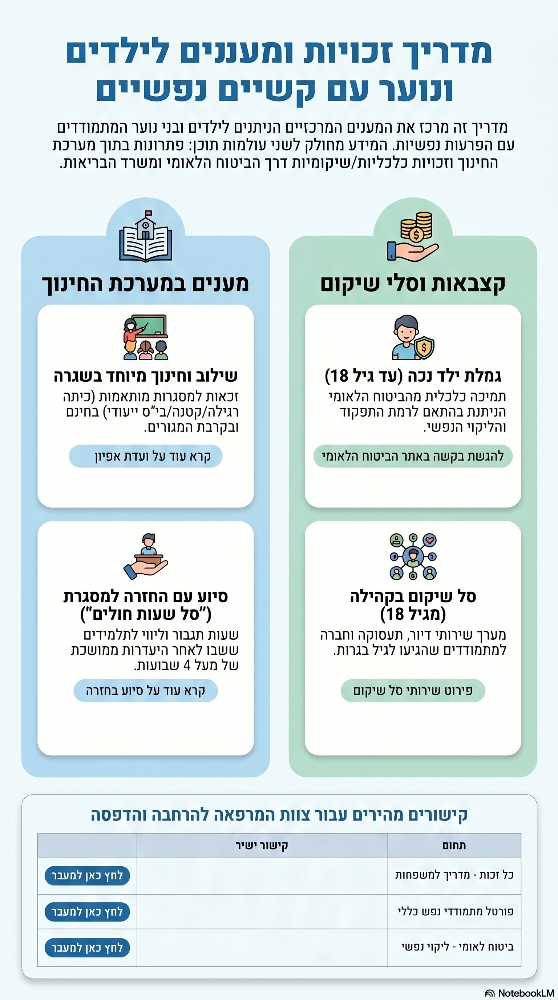 מדריך זכויות ומעננים לילדים
ונוער עם קשיים נפשיים
מדריך זה מרכז את המענים המרכזיים הניתנים לילדים ובני נוער המתמודדים
עם הפרעות נפשיות. המידע מחולק לשני עולמות תוכן: פתרונות בתוך מערכת
החינוך וזכויות כלכליות/שיקומיות דרך הביטוח הלאומי ומשרד הבריאות.
קצבאות וסלי שיקום
גמלת ילד נכה (עד גיל 18)
תמיכה כלכלית מהביטוח הלאומי
הניתנת בהתאם לרמת התפקוד
והליקוי הנפשי.
להגשת בקשה באתר הביטוח הלאומי
סל שיקום בקהילה
(מגיל 18)
מערך שירותי דיור, תעסוקה וחברה
למתמודדים שהגיעו לגיל בגרות.
פירוט שירותי סל שיקום
מענים במערכת החינוך
שילוב וחינוך מיוחד בשגרה
זכאות למסגרות מותאמות (כיתה
רגילה/קטנה/בי"ס ייעודי) בחינם
ובקרבת המגורים.
קרא עוד על ועדת אפיון
סיוע עם החזרה למסגרת
("סל שעות חולים")
שעות תגבור וליווי לתלמידים
ששבו לאחר היעדרות ממושכת
של מעל 4 שבועות.
קרא עוד על סיוע בחזרה
קישורים מהירים עבור צוות המרפאה להרחבה והדפסה
תחום קישור ישיר
כל זכות - מדריך למשפחות לחץ כאן למעבר
פורטל מתמודדי נפש כללי לחץ כאן למעבר
ביטוח לאומי - ליקוי נפשי לחץ כאן למעבר
NotebookLM